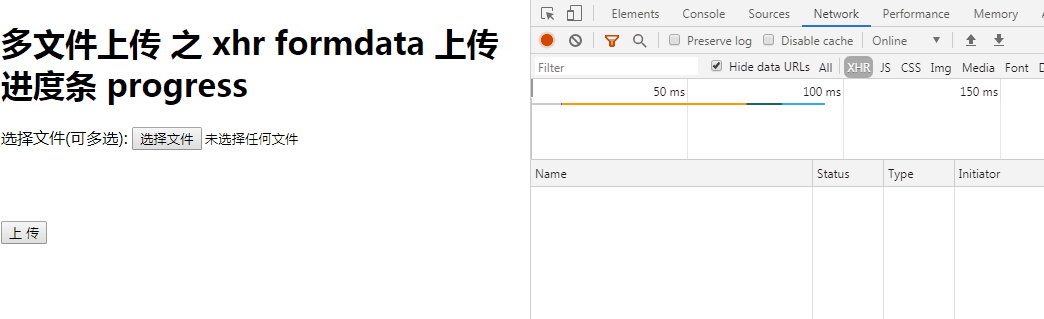 多文件上传 之 xhr formdata 上传
进度条 progress
选择文件(可多选): 选择文件 未选择任何文件
上 传
Elements Console Sources Network Performance Memory A
Preserve log Disable cache Online
Filter Hide data URLs All XHR JS CSS Img Media Font D
50 ms 100 ms 150 ms
Name Status Type Initiator